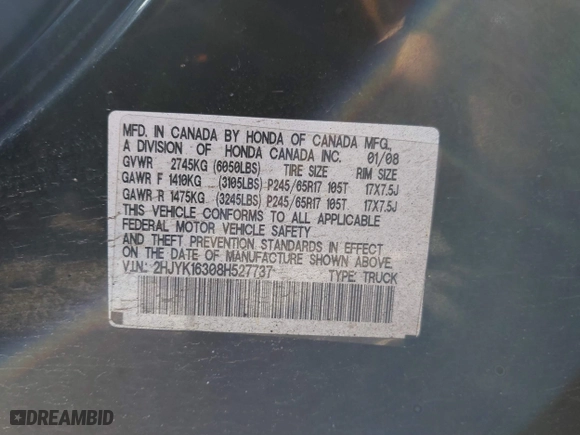 MFD. IN CANADA BY HONDA OF CANADA MFG.,
A DIVISION OF HONDA CANADA INC. 01/08
GVWR 2745KG (6050LBS) TIRE SIZE RIM SIZE
GAWR F 1410KG (3105LBS) P245/65R17 105T 17X7.5J
GAWR R 1475KG (3245LBS) P245/65R17 105T 17X7.5J
THIS VEHICLE CONFORMS TO ALL APPLICABLE
FEDERAL MOTOR VEHICLE SAFETY
AND THEFT PREVENTION STANDARDS IN EFFECT
ON THE DATE OF MANUFACTURE SHOWN ABOVE.
V.I.N.: 2HJYK16308H527737 TYPE: TRUCK
DREAMBID